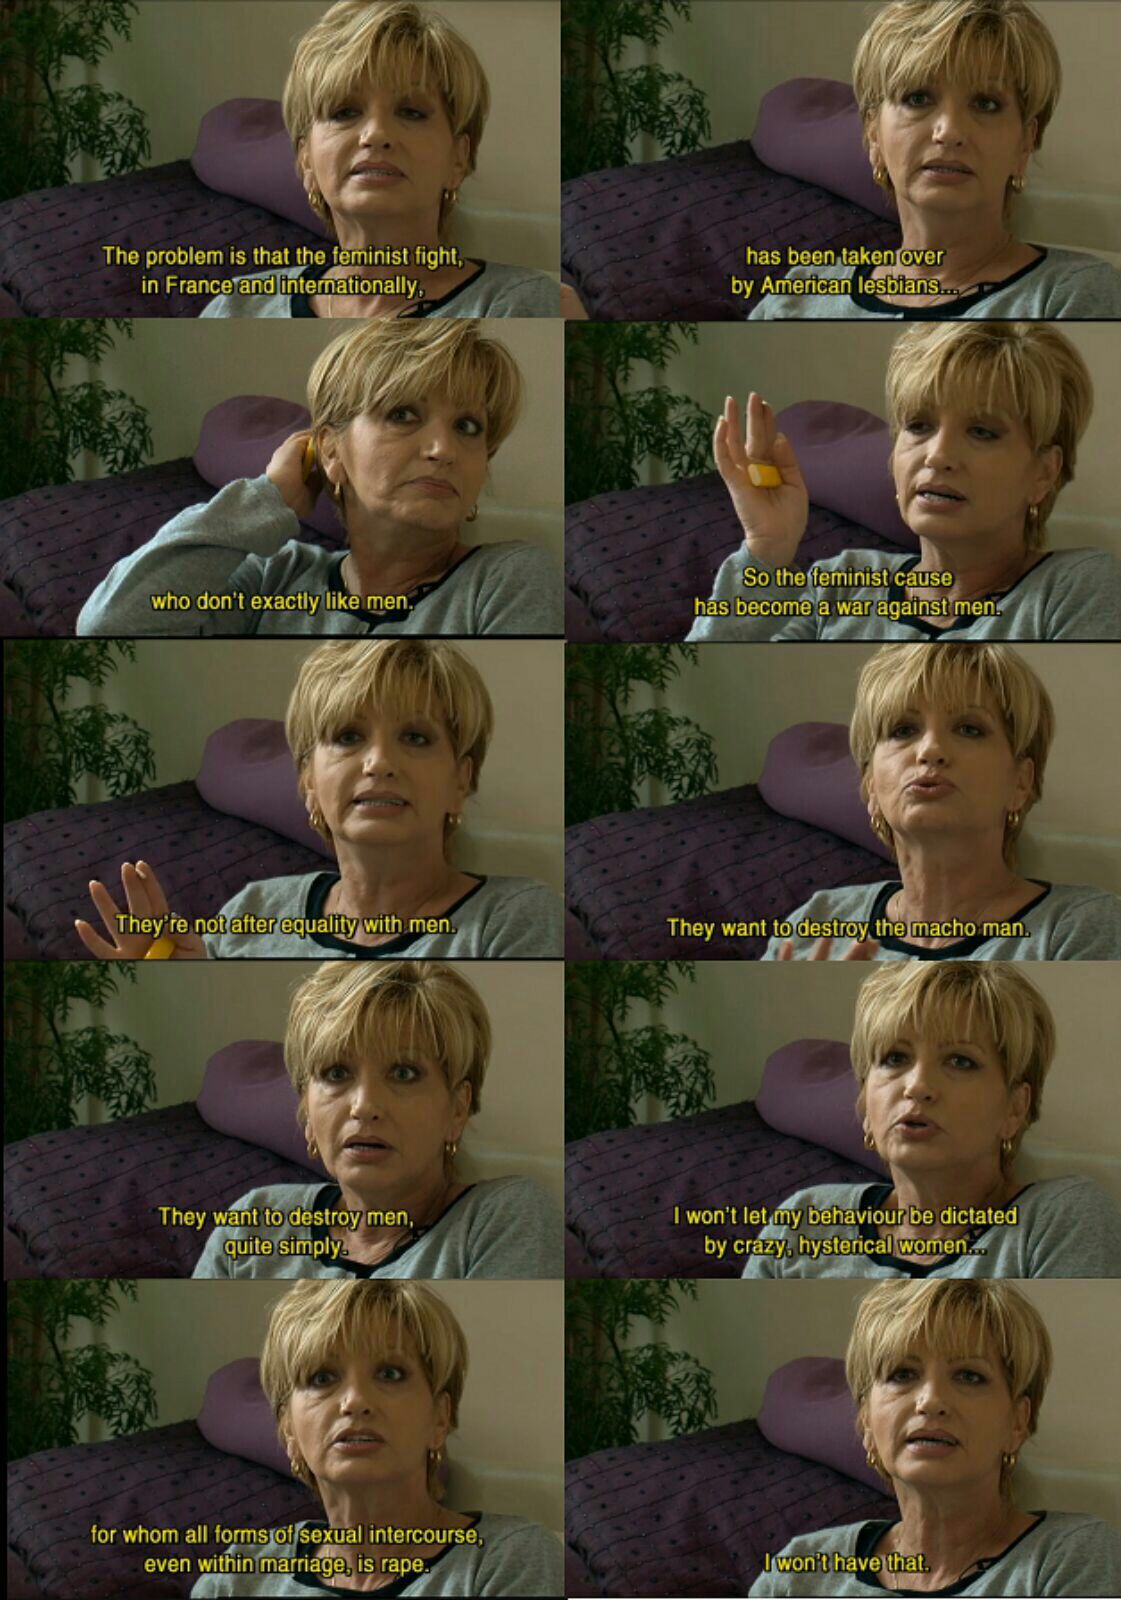 The problem is that the feminist fight,
in France and internationally,
has been taken over
by American lesbians...
who don't exactly like men.
So the feminist cause
has become a war against men.
They're not after equality with men.
They want to destroy the macho man.
They want to destroy men,
quite simply.
I won't let my behaviour be dictated
by crazy, hysterical women...
for whom all forms of sexual intercourse,
even within marriage, is rape.
I won't have that.